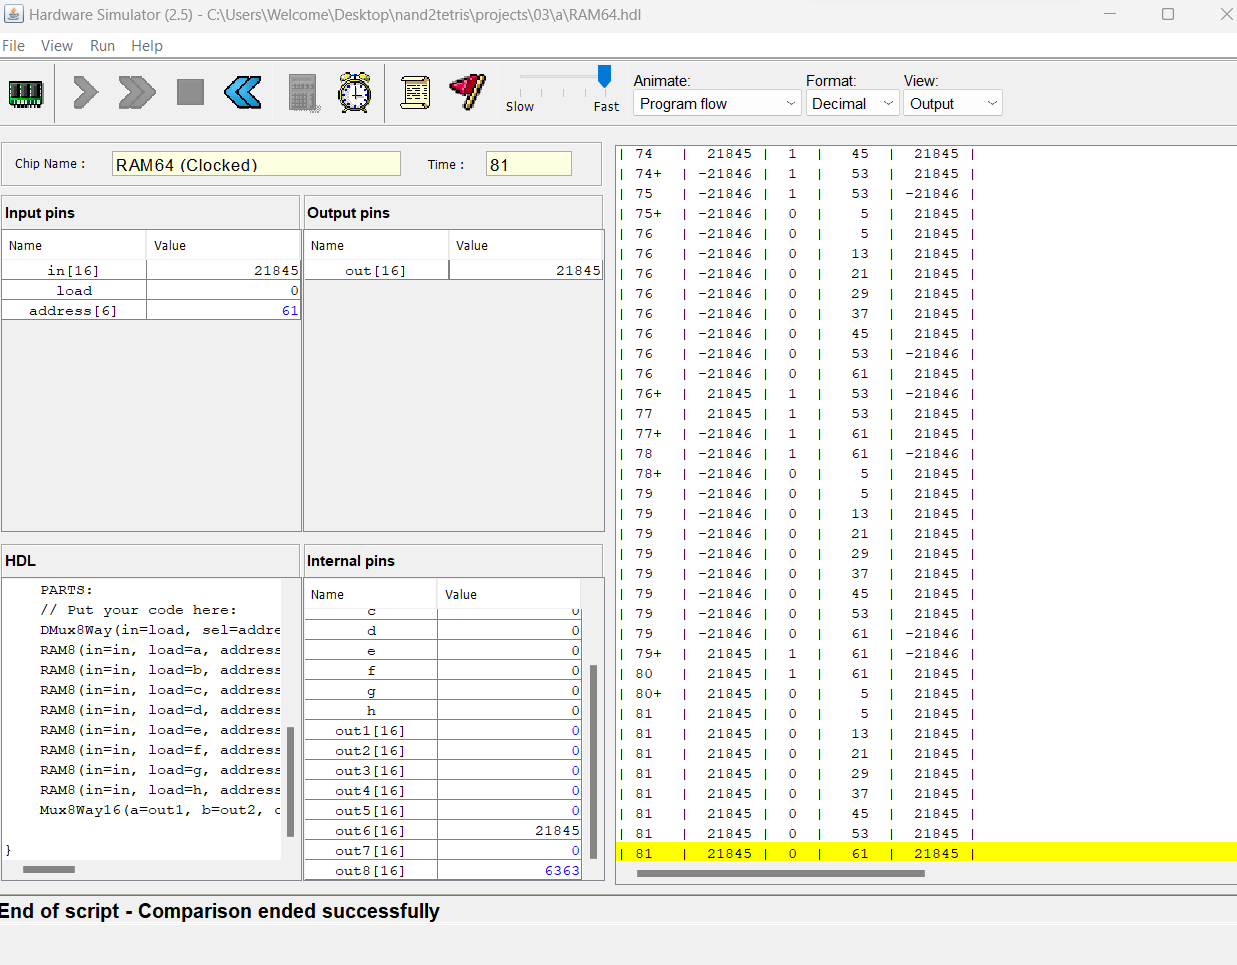 Hardware Simulator (2.5) - C:\Users\Welcome\Desktop\nand2tetris\projects\03\a\RAM64.hdl
File View Run Help
Slow Fast
Animate: Format: View:
Program flow Decimal Output
Chip Name : RAM64 (Clocked) Time : 81
Input pins
Name Value
in[16] 21845
load 0
address[6] 61
Output pins
Name Value
out[16] 21845
HDL
PARTS:
// Put your code here:
DMux8Way(in=load, sel=addre
RAM8(in=in, load=a, address
RAM8(in=in, load=b, address
RAM8(in=in, load=c, address
RAM8(in=in, load=d, address
RAM8(in=in, load=e, address
RAM8(in=in, load=f, address
RAM8(in=in, load=g, address
RAM8(in=in, load=h, address
Mux8Way16(a=out1, b=out2, c
}
Internal pins
Name Value
c 0
d 0
e 0
f 0
g 0
h 0
out1[16] 0
out2[16] 0
out3[16] 0
out4[16] 0
out5[16] 0
out6[16] 21845
out7[16] 0
out8[16] 6363
| 74 | 21845 | 1 | 45 | 21845 |
| 74+ | -21846 | 1 | 53 | 21845 |
| 75 | -21846 | 1 | 53 | -21846 |
| 75+ | -21846 | 0 | 5 | 21845 |
| 76 | -21846 | 0 | 5 | 21845 |
| 76 | -21846 | 0 | 13 | 21845 |
| 76 | -21846 | 0 | 21 | 21845 |
| 76 | -21846 | 0 | 29 | 21845 |
| 76 | -21846 | 0 | 37 | 21845 |
| 76 | -21846 | 0 | 45 | 21845 |
| 76 | -21846 | 0 | 53 | -21846 |
| 76 | -21846 | 0 | 61 | 21845 |
| 76+ | 21845 | 1 | 53 | -21846 |
| 77 | 21845 | 1 | 53 | 21845 |
| 77+ | -21846 | 1 | 61 | 21845 |
| 78 | -21846 | 1 | 61 | -21846 |
| 78+ | -21846 | 0 | 5 | 21845 |
| 79 | -21846 | 0 | 5 | 21845 |
| 79 | -21846 | 0 | 13 | 21845 |
| 79 | -21846 | 0 | 21 | 21845 |
| 79 | -21846 | 0 | 29 | 21845 |
| 79 | -21846 | 0 | 37 | 21845 |
| 79 | -21846 | 0 | 45 | 21845 |
| 79 | -21846 | 0 | 53 | 21845 |
| 79 | -21846 | 0 | 61 | -21846 |
| 79+ | 21845 | 1 | 61 | -21846 |
| 80 | 21845 | 1 | 61 | 21845 |
| 80+ | 21845 | 0 | 5 | 21845 |
| 81 | 21845 | 0 | 5 | 21845 |
| 81 | 21845 | 0 | 13 | 21845 |
| 81 | 21845 | 0 | 21 | 21845 |
| 81 | 21845 | 0 | 29 | 21845 |
| 81 | 21845 | 0 | 37 | 21845 |
| 81 | 21845 | 0 | 45 | 21845 |
| 81 | 21845 | 0 | 53 | 21845 |
| 81 | 21845 | 0 | 61 | 21845 |
End of script - Comparison ended successfully